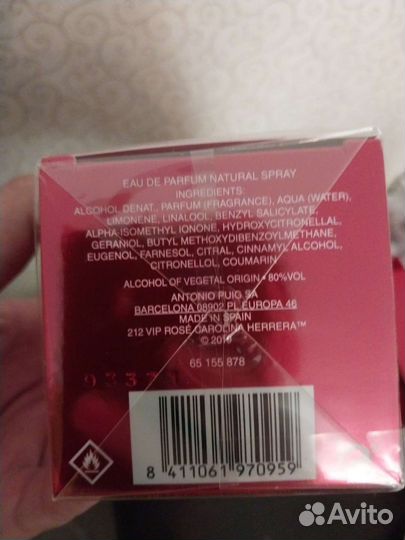 EAU DE PARFUM NATURAL SPRAY
INGREDIENTS:
ALCOHOL DENAT., PARFUM (FRAGRANCE), AQUA (WATER),
LIMONENE, LINALOOL, BENZYL SALICYLATE,
ALPHA ISOMETHYL IONONE, HYDROXYCITRONELLAL,
GERANIOL, BUTYL METHOXYDIBENZOYLMETHANE,
EUGENOL, FARNESOL, CITRAL, CINNAMYL ALCOHOL,
CITRONELLOL, COUMARIN
ALCOHOL OF VEGETAL ORIGIN • 80%VOL
ANTONIO PUIG SA
BARCELONA 08902 PL EUROPA 46
MADE IN SPAIN
212 VIP ROSÉ CAROLINA HERRERA™
©
65 155 878
8 411061 970959
Avito